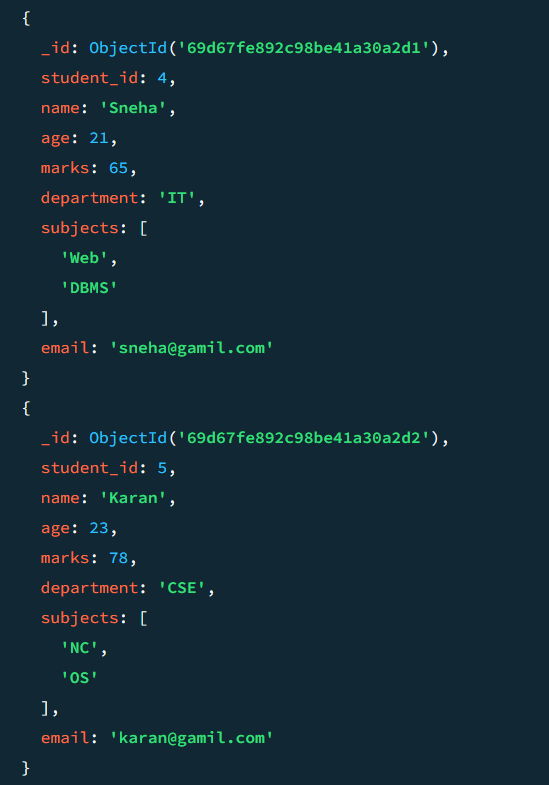 {
  _id: ObjectId('69d67fe892c98be41a30a2d1'),
  student_id: 4,
  name: 'Sneha',
  age: 21,
  marks: 65,
  department: 'IT',
  subjects: [
    'Web',
    'DBMS'
  ],
  email: 'sneha@gamil.com'
}
{
  _id: ObjectId('69d67fe892c98be41a30a2d2'),
  student_id: 5,
  name: 'Karan',
  age: 23,
  marks: 78,
  department: 'CSE',
  subjects: [
    'NC',
    'OS'
  ],
  email: 'karan@gamil.com'
}